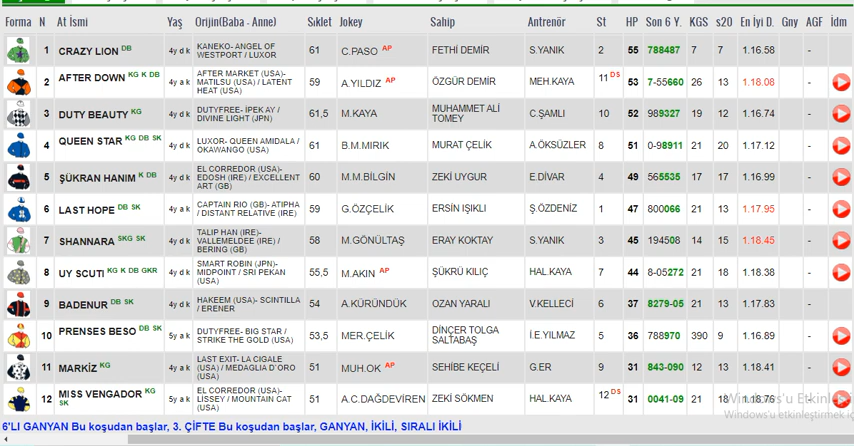 Forma N At İsmi Yaş Orijin(Baba - Anne) Sıklet Jokey Sahip Antrenör St HP Son 6 Y. KGS s20 En İyi D. Gny AGF İdm
1 CRAZY LION DB 4y d k KANEKO- ANGEL OF WESTPORT / LUXOR 61 C.PASO AP FETHİ DEMİR S.YANIK 2 55 788487 7 7 1.16.58 -
2 AFTER DOWN KG K DB 4y a k AFTER MARKET (USA)- MATILSU (USA) / LATENT HEAT (USA) 59 A.YILDIZ AP ÖZGÜR DEMİR MEH.KAYA 11 DS 53 7-55660 26 13 1.18.08 -
3 DUTY BEAUTY KG 4y d k DUTYFREE- İPEK AY / DIVINE LIGHT (JPN) 61,5 M.KAYA MUHAMMET ALİ TOMEY C.ŞAMLI 10 52 989327 19 12 1.16.74 -
4 QUEEN STAR KG DB SK 4y d k LUXOR- QUEEN AMIDALA / OKAWANGO (USA) 61 B.M.MIRIK MURAT ÇELİK A.ÖKSÜZLER 8 51 0-98911 21 20 1.17.12 -
5 ŞÜKRAN HANIM K DB 4y d k EL CORREDOR (USA)- EDOSH (IRE) / EXCELLENT ART (GB) 60 M.M.BİLGİN ZEKİ UYGUR E.DİVAR 4 49 565535 17 17 1.16.99 -
6 LAST HOPE DB SK 4y a k CAPTAIN RIO (GB)- ATIPHA / DISTANT RELATIVE (IRE) 59 G.ÖZÇELİK ERSİN IŞIKLI Ş.ÖZDENİZ 1 47 800066 21 13 1.17.95 -
7 SHANNARA SKG SK 4y a k TALIP HAN (IRE)- VALLEMELDEE (IRE) / BERING (GB) 58 M.GÖNÜLTAŞ ERAY KOKTAY S.YANIK 3 45 194508 14 15 1.18.45 -
8 UY SCUTI KG K DB GKR 4y a k SMART ROBIN (JPN)- MIDPOINT / SRI PEKAN (USA) 55,5 M.AKIN AP ŞÜKRÜ KILIÇ HAL.KAYA 7 44 8-05272 21 18 1.18.38 -
9 BADENUR DB SK 4y d k HAKEEM (USA)- SCINTILLA / ERENER 54 A.KÜRÜNDÜK OZAN YARALI V.KELLECİ 6 37 8279-05 21 13 1.17.83 -
10 PRENSES BESO DB SK 5y a k DUTYFREE- BIG STAR / STRIKE THE GOLD (USA) 53,5 MER.ÇELİK DİNÇER TOLGA SALTABAŞ İ.E.YILMAZ 5 36 788970 390 9 1.16.89 -
11 MARKİZ KG 4y a k LAST EXIT- LA CIGALE (USA) / MEDAGLIA D`ORO (USA) 51 MUH.OK AP SEHİBE KEÇELİ G.ER 9 31 843-090 12 13 1.18.41 -
12 MISS VENGADOR KG SK 5y a k EL CORREDOR (USA)- LISSEY / MOUNTAIN CAT (USA) 51 A.C.DAĞDEVİREN ZEKİ SÖKMEN HAL.KAYA 12 DS 31 0041-09 21 18 1.18.76 -
Windows'u Etkinleş
Windows'u etkinleştirmek iç
6'LI GANYAN Bu koşudan başlar, 3. ÇİFTE Bu koşudan başlar, GANYAN, İKİLİ, SIRALI İKİLİ